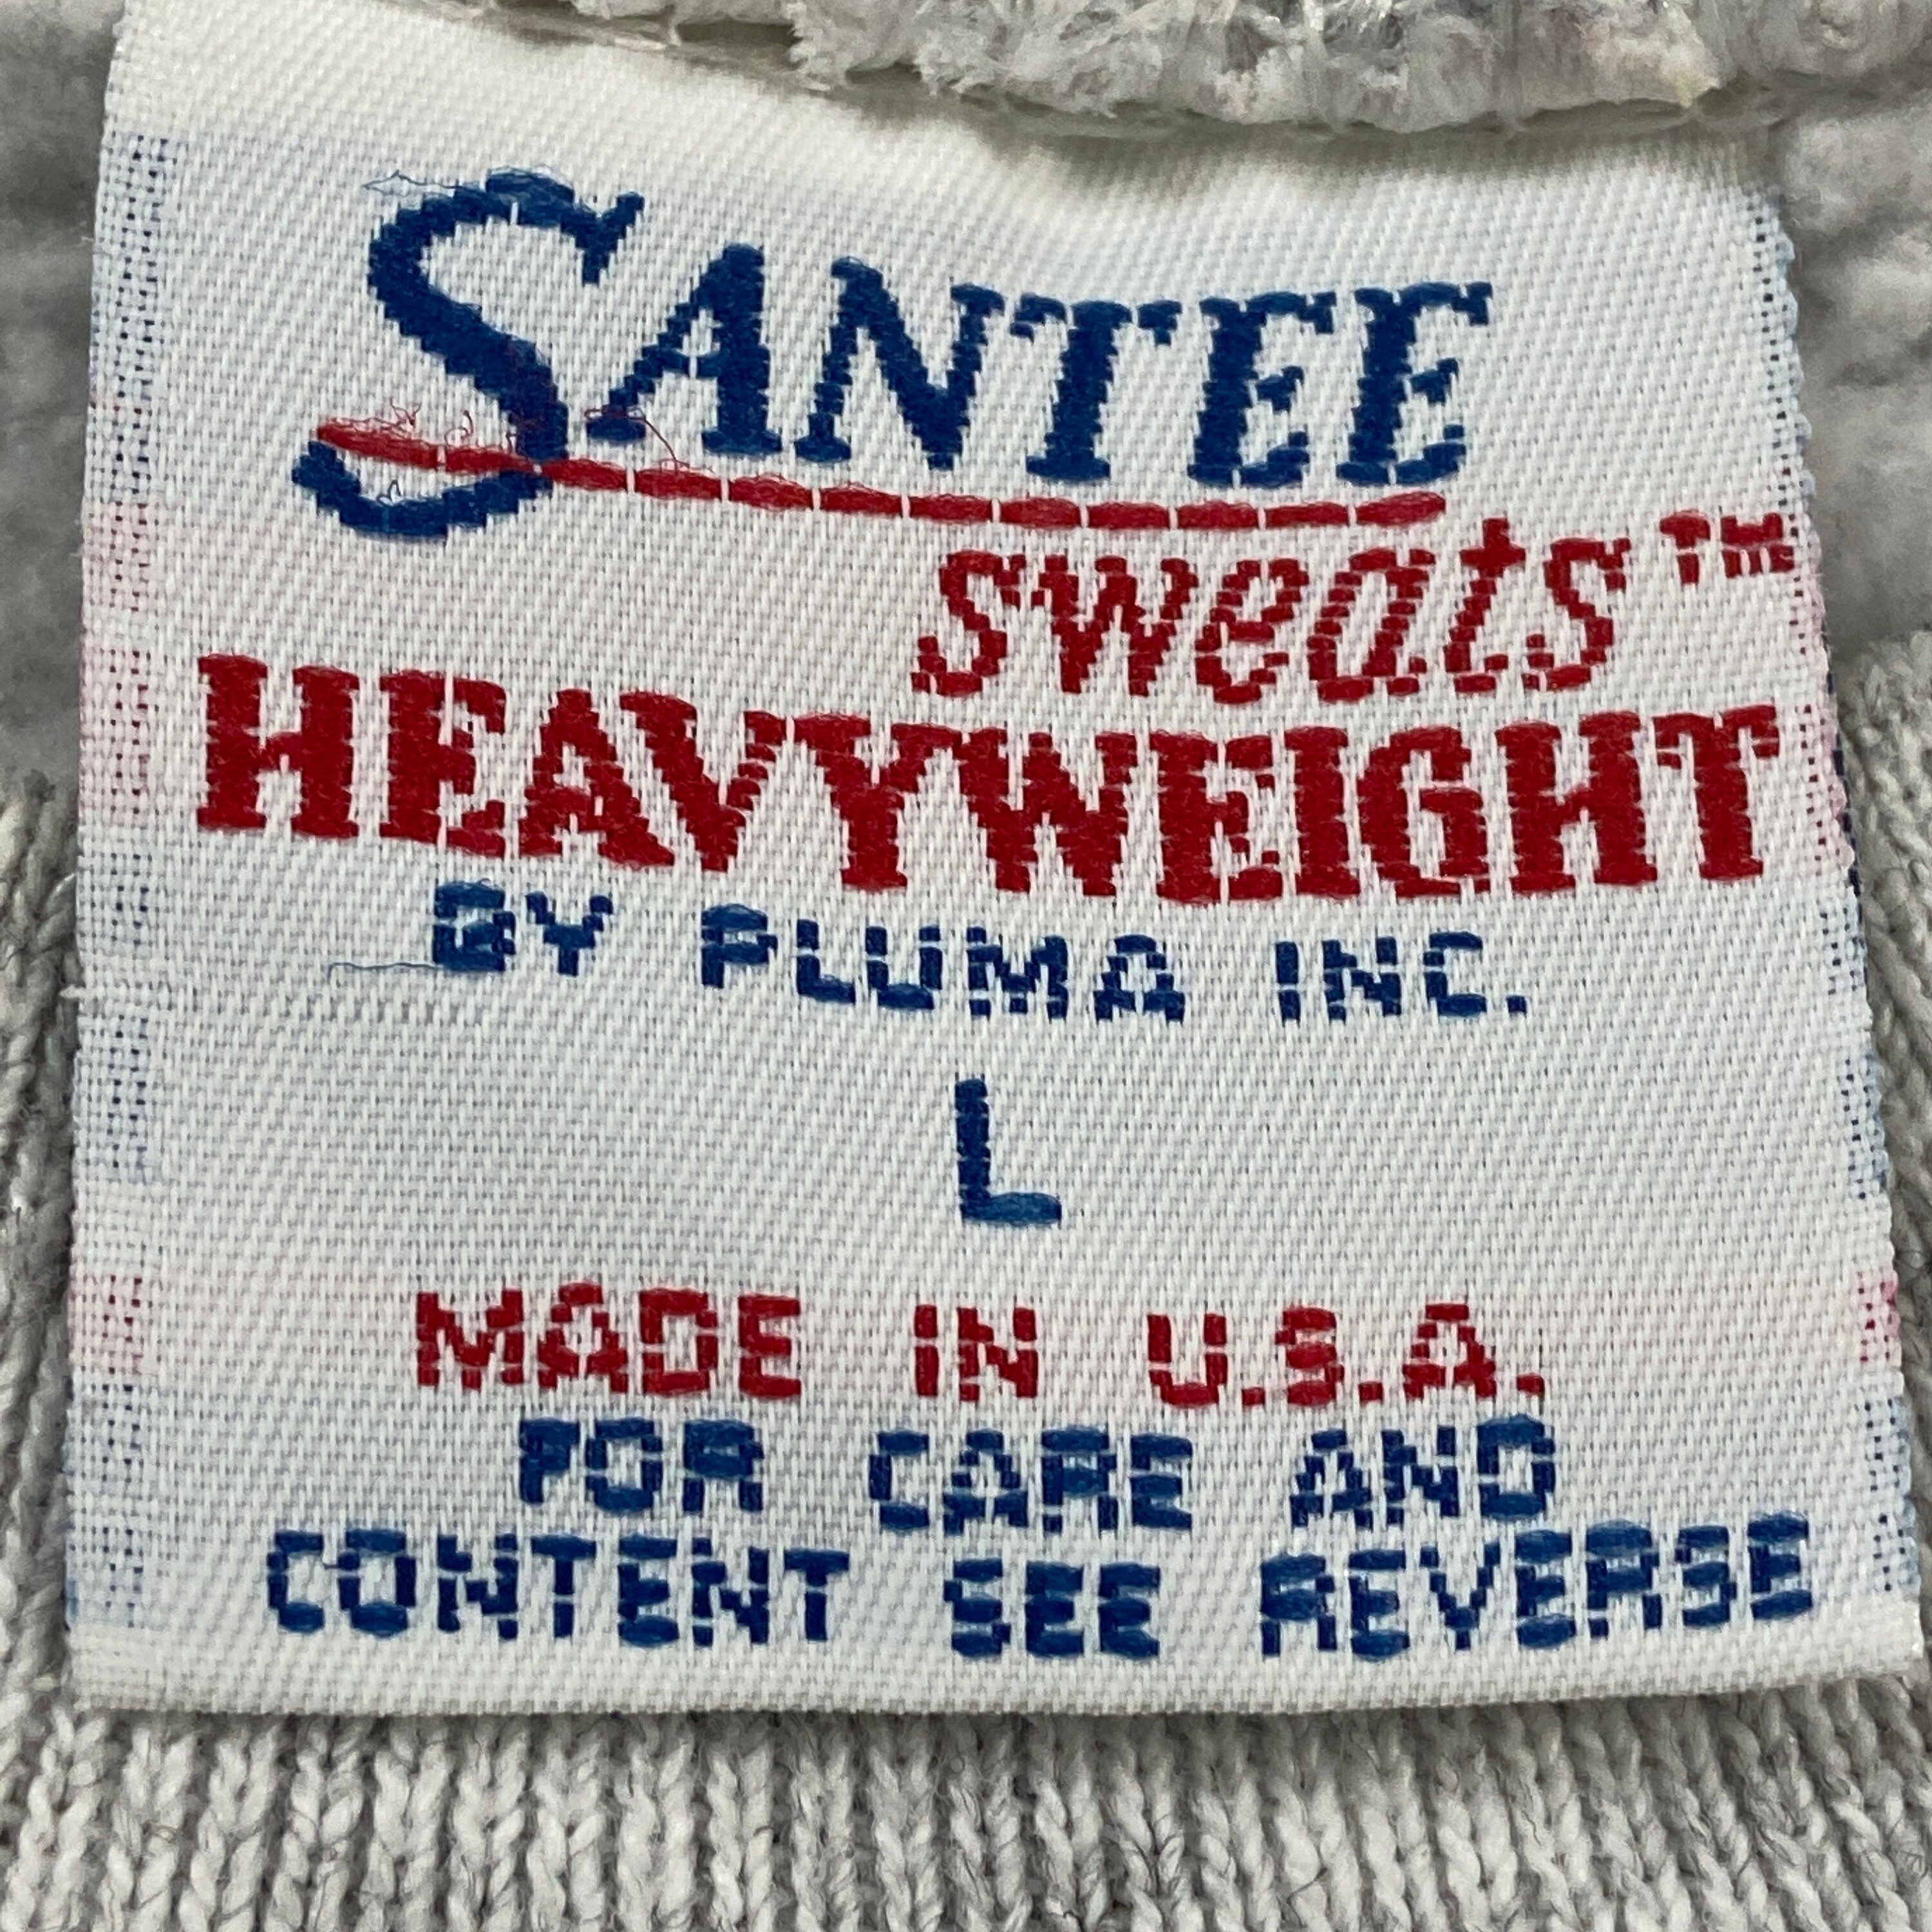 SANTEE
sweats™
HEAVYWEIGHT
BY PLUMA INC.
L
MADE IN U.S.A.
FOR CARE AND
CONTENT SEE REVERSE